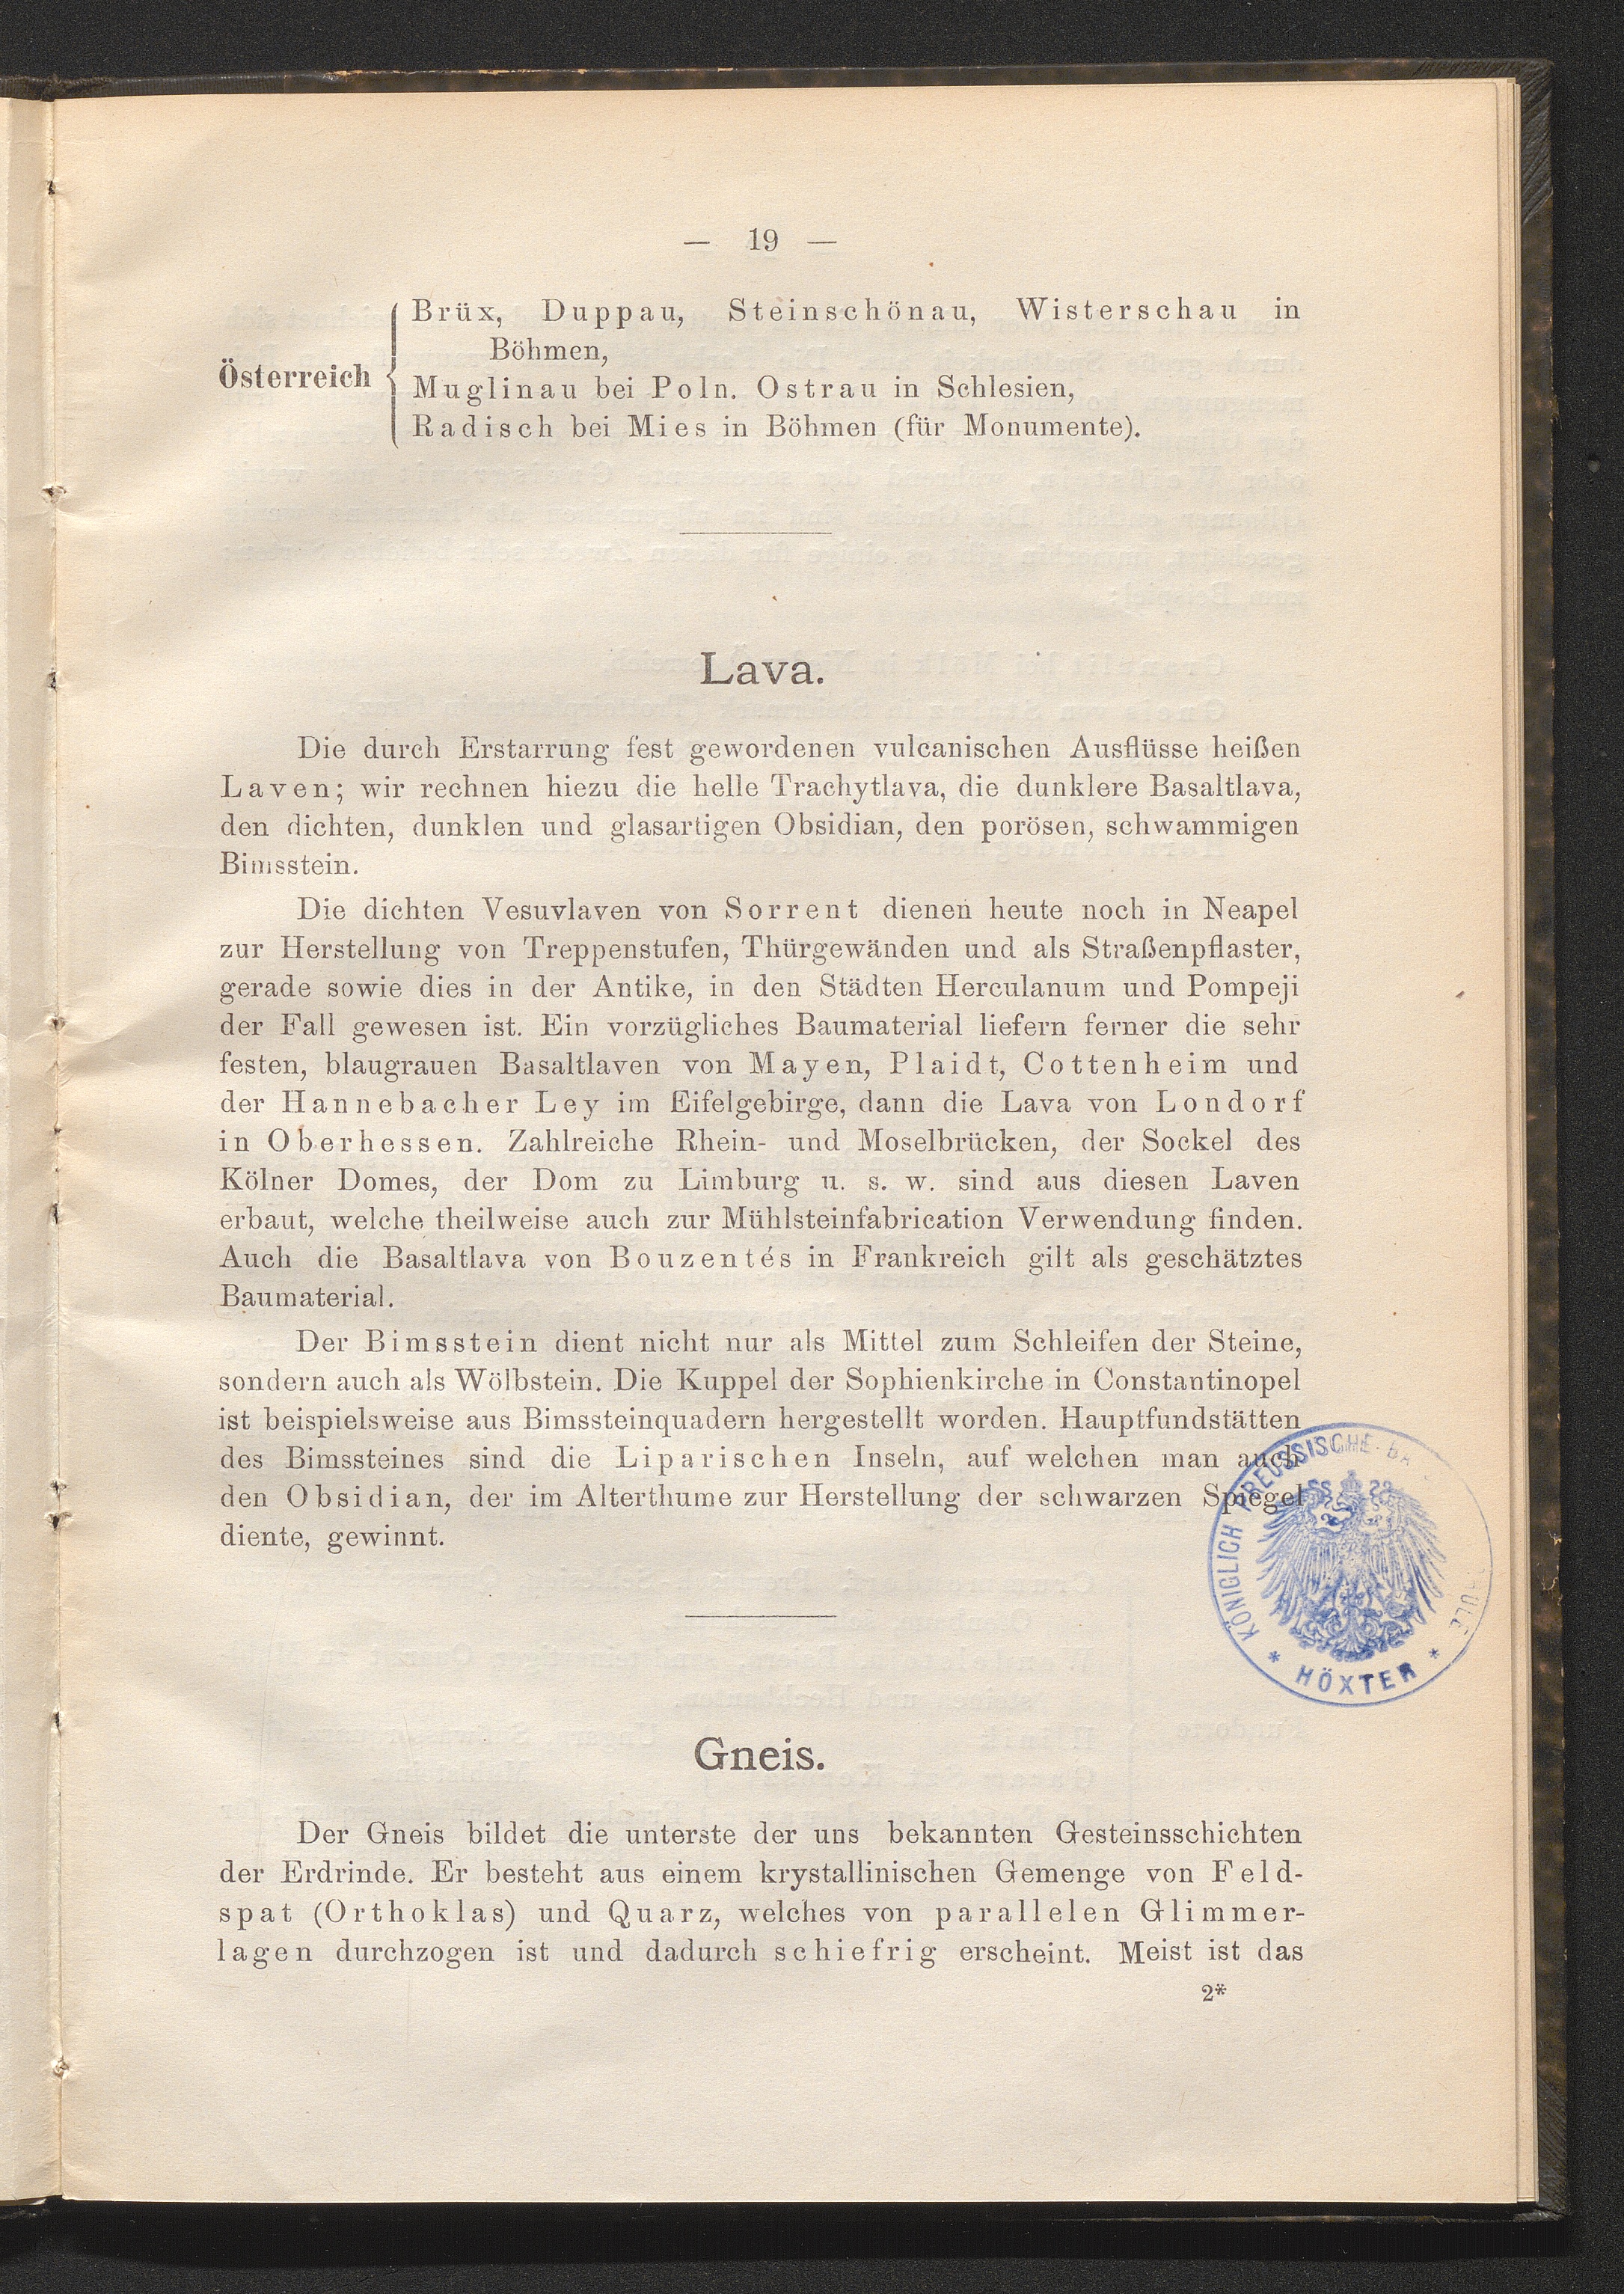 — 19 —
Brüx, Duppau, Steinschönau, Wisterschau in
Böhmen,
Österreich
Muglinau bei Poln. Ostrau in Schlesien,
Radisch bei Mies in Böhmen (für Monumente).
Lava.
Die durch Erstarrung fest gewordenen vulcanischen Ausflüsse heißen
Laven; wir rechnen hiezu die helle Trachytlava, die dunklere Basaltlava,
den dichten, dunklen und glasartigen Obsidian, den porösen, schwammigen
Bimsstein.
Die dichten Vesuvlaven von Sorrent dienen heute noch in Neapel
zur Herstellung von Treppenstufen, Thürgewänden und als Straßenpflaster,
gerade sowie dies in der Antike, in den Städten Herculanum und Pompeji
der Fall gewesen ist. Ein vorzügliches Baumaterial liefern ferner die sehr
festen, blaugrauen Basaltlaven von Mayen, Plaidt, Cottenheim und
der Hannebacher Ley im Eifelgebirge, dann die Lava von Londorf
in Oberhessen. Zahlreiche Rhein- und Moselbrücken, der Sockel des
Kölner Domes, der Dom zu Limburg u. s. w. sind aus diesen Laven
erbaut, welche theilweise auch zur Mühlsteinfabrication Verwendung finden.
Auch die Basaltlava von Bouzentés in Frankreich gilt als geschätztes
Baumaterial.
Der Bimsstein dient nicht nur als Mittel zum Schleifen der Steine,
sondern auch als Wölbstein. Die Kuppel der Sophienkirche in Constantinopel
ist beispielsweise aus Bimssteinquadern hergestellt worden. Hauptfundstätten
des Bimssteines sind die Liparischen Inseln, auf welchen man auch
den Obsidian, der im Alterthume zur Herstellung der schwarzen Spiegel
diente, gewinnt.
KÖNIGLICH PREUSSISCHE
* HÖXTER *
Gneis.
Der Gneis bildet die unterste der uns bekannten Gesteinsschichten
der Erdrinde. Er besteht aus einem krystallinischen Gemenge von Feld-
spat (Orthoklas) und Quarz, welches von parallelen Glimmer-
lagen durchzogen ist und dadurch schiefrig erscheint. Meist ist das
2*